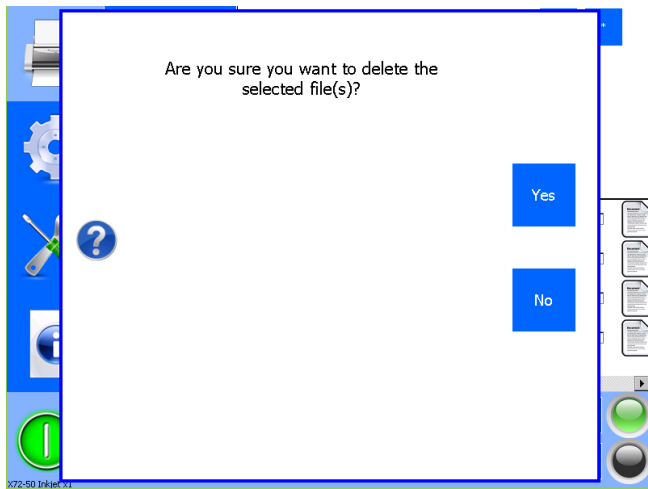 *
Are you sure you want to delete the
selected file(s)?
Yes
No
X72-50 Inkjet x1